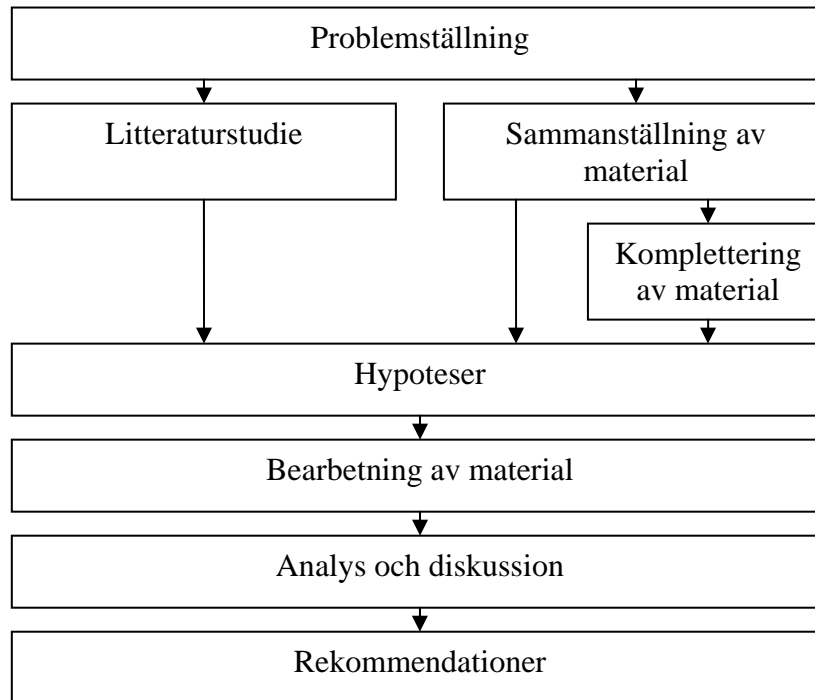 Problemställning
Litteraturstudie
Sammanställning av
material
Komplettering
av material
Hypoteser
Bearbetning av material
Analys och diskussion
Rekommendationer